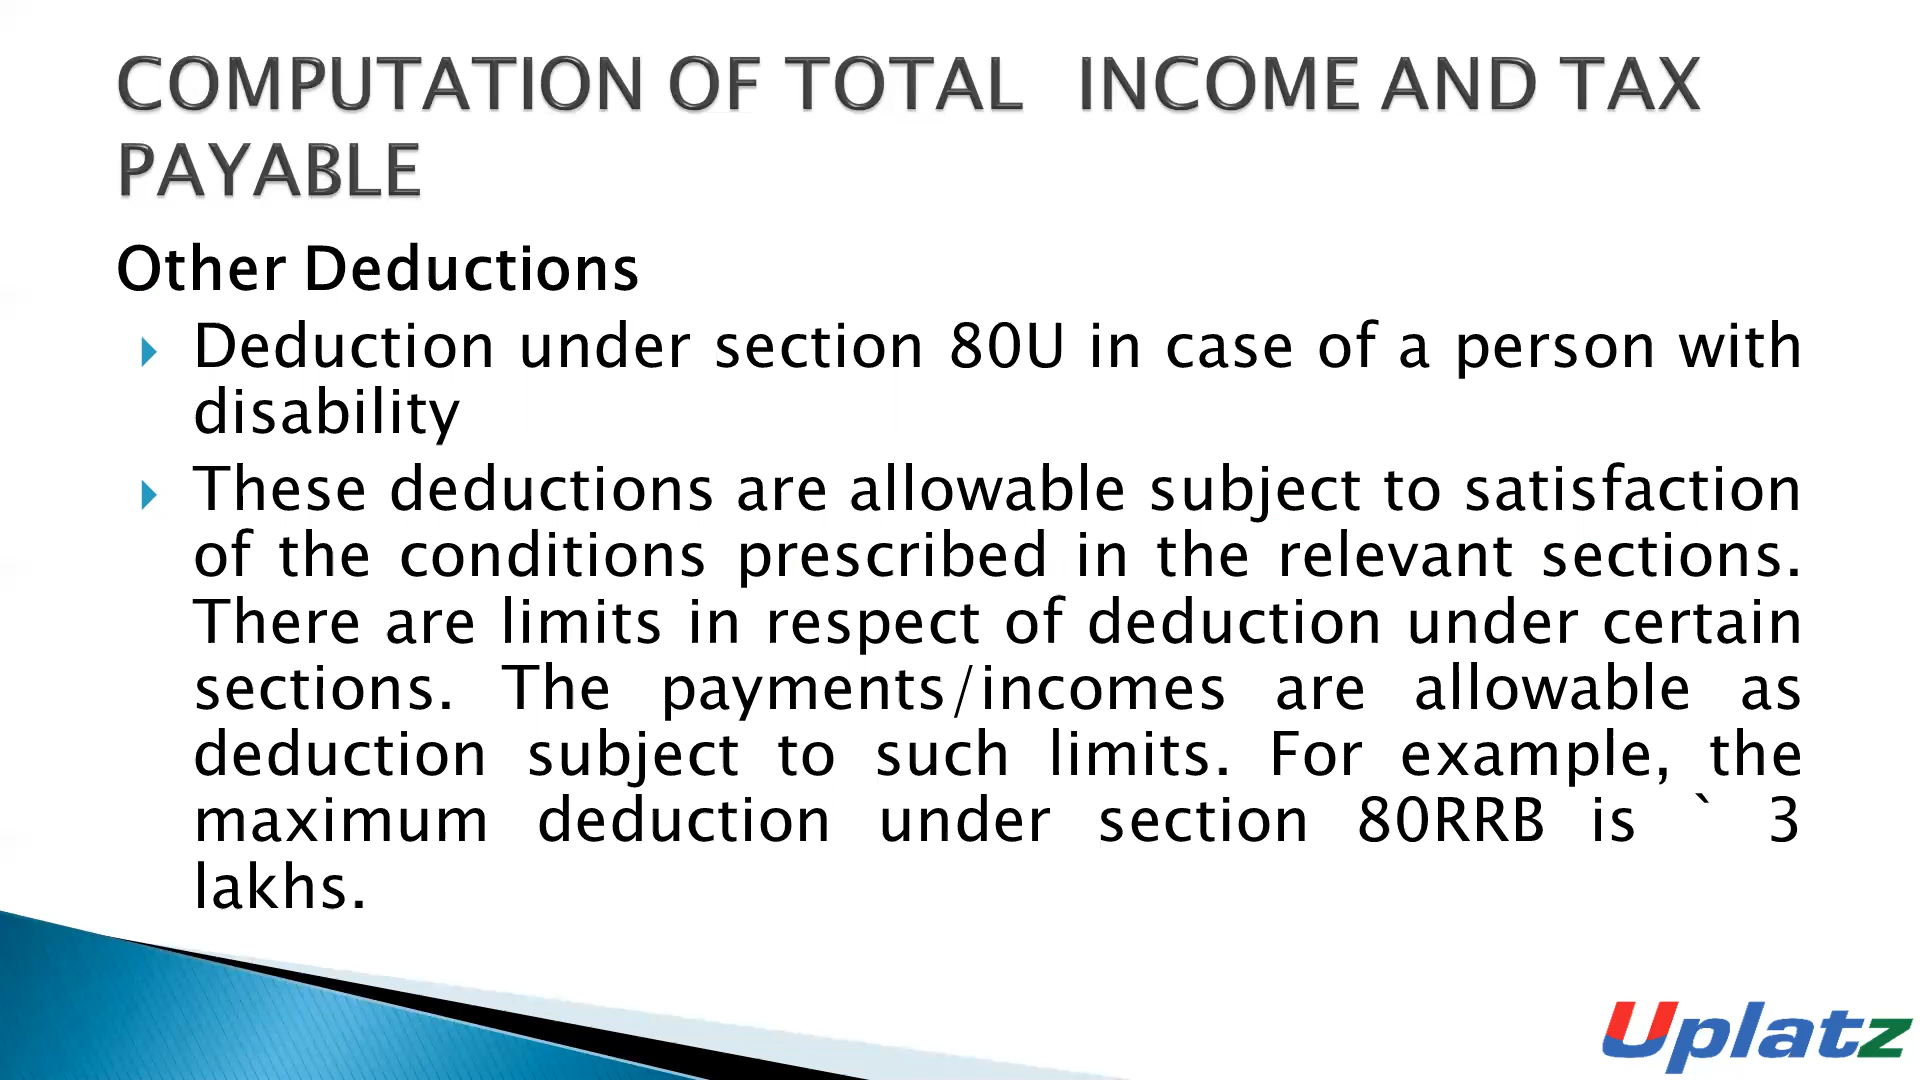 COMPUTATION OF TOTAL INCOME AND TAX
PAYABLE
Other Deductions
Deduction under section 80U in case of a person with
disability
These deductions are allowable subject to satisfaction
of the conditions prescribed in the relevant sections.
There are limits in respect of deduction under certain
sections. The payments/incomes are allowable as
deduction subject to such limits. For example, the
maximum deduction under section 80RRB is ` 3
lakhs.
Uplatz